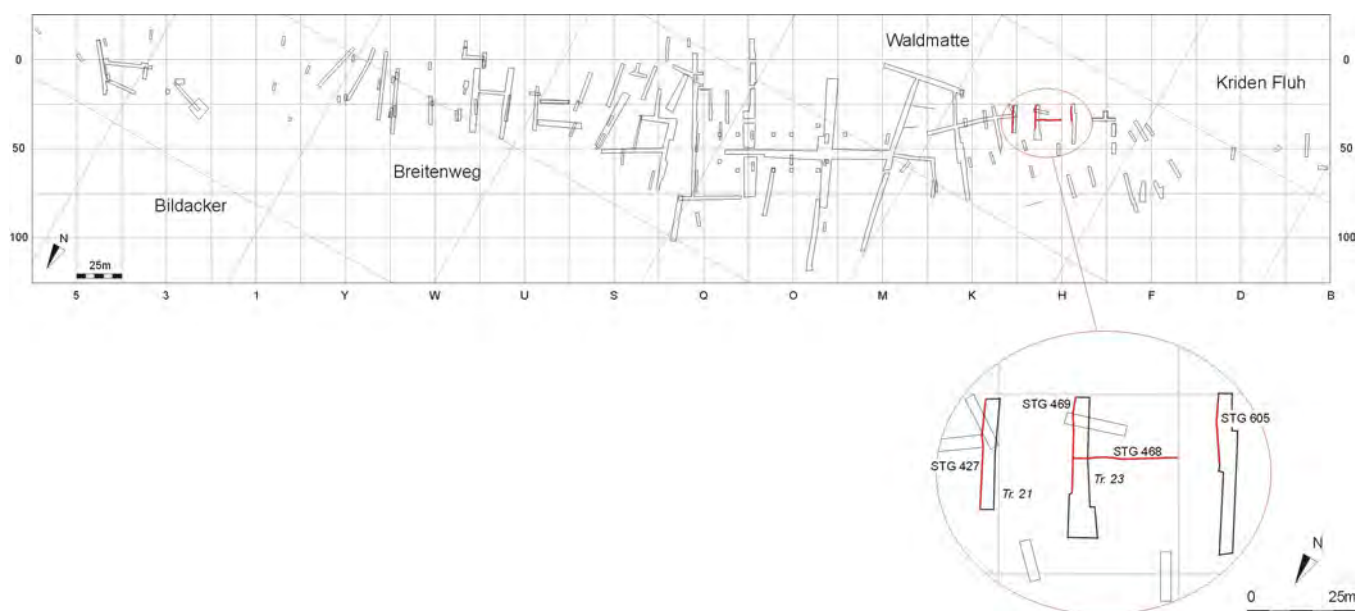 Waldmatte
Kriden Fluh
0
0
50
50
Breitenweg
Bildacker
100
100
N
25m
5 3 1 Y W U S Q O M K H F D B
STG 469
STG 605
STG 468
STG 427
Tr. 21
Tr. 23
N
0 25m